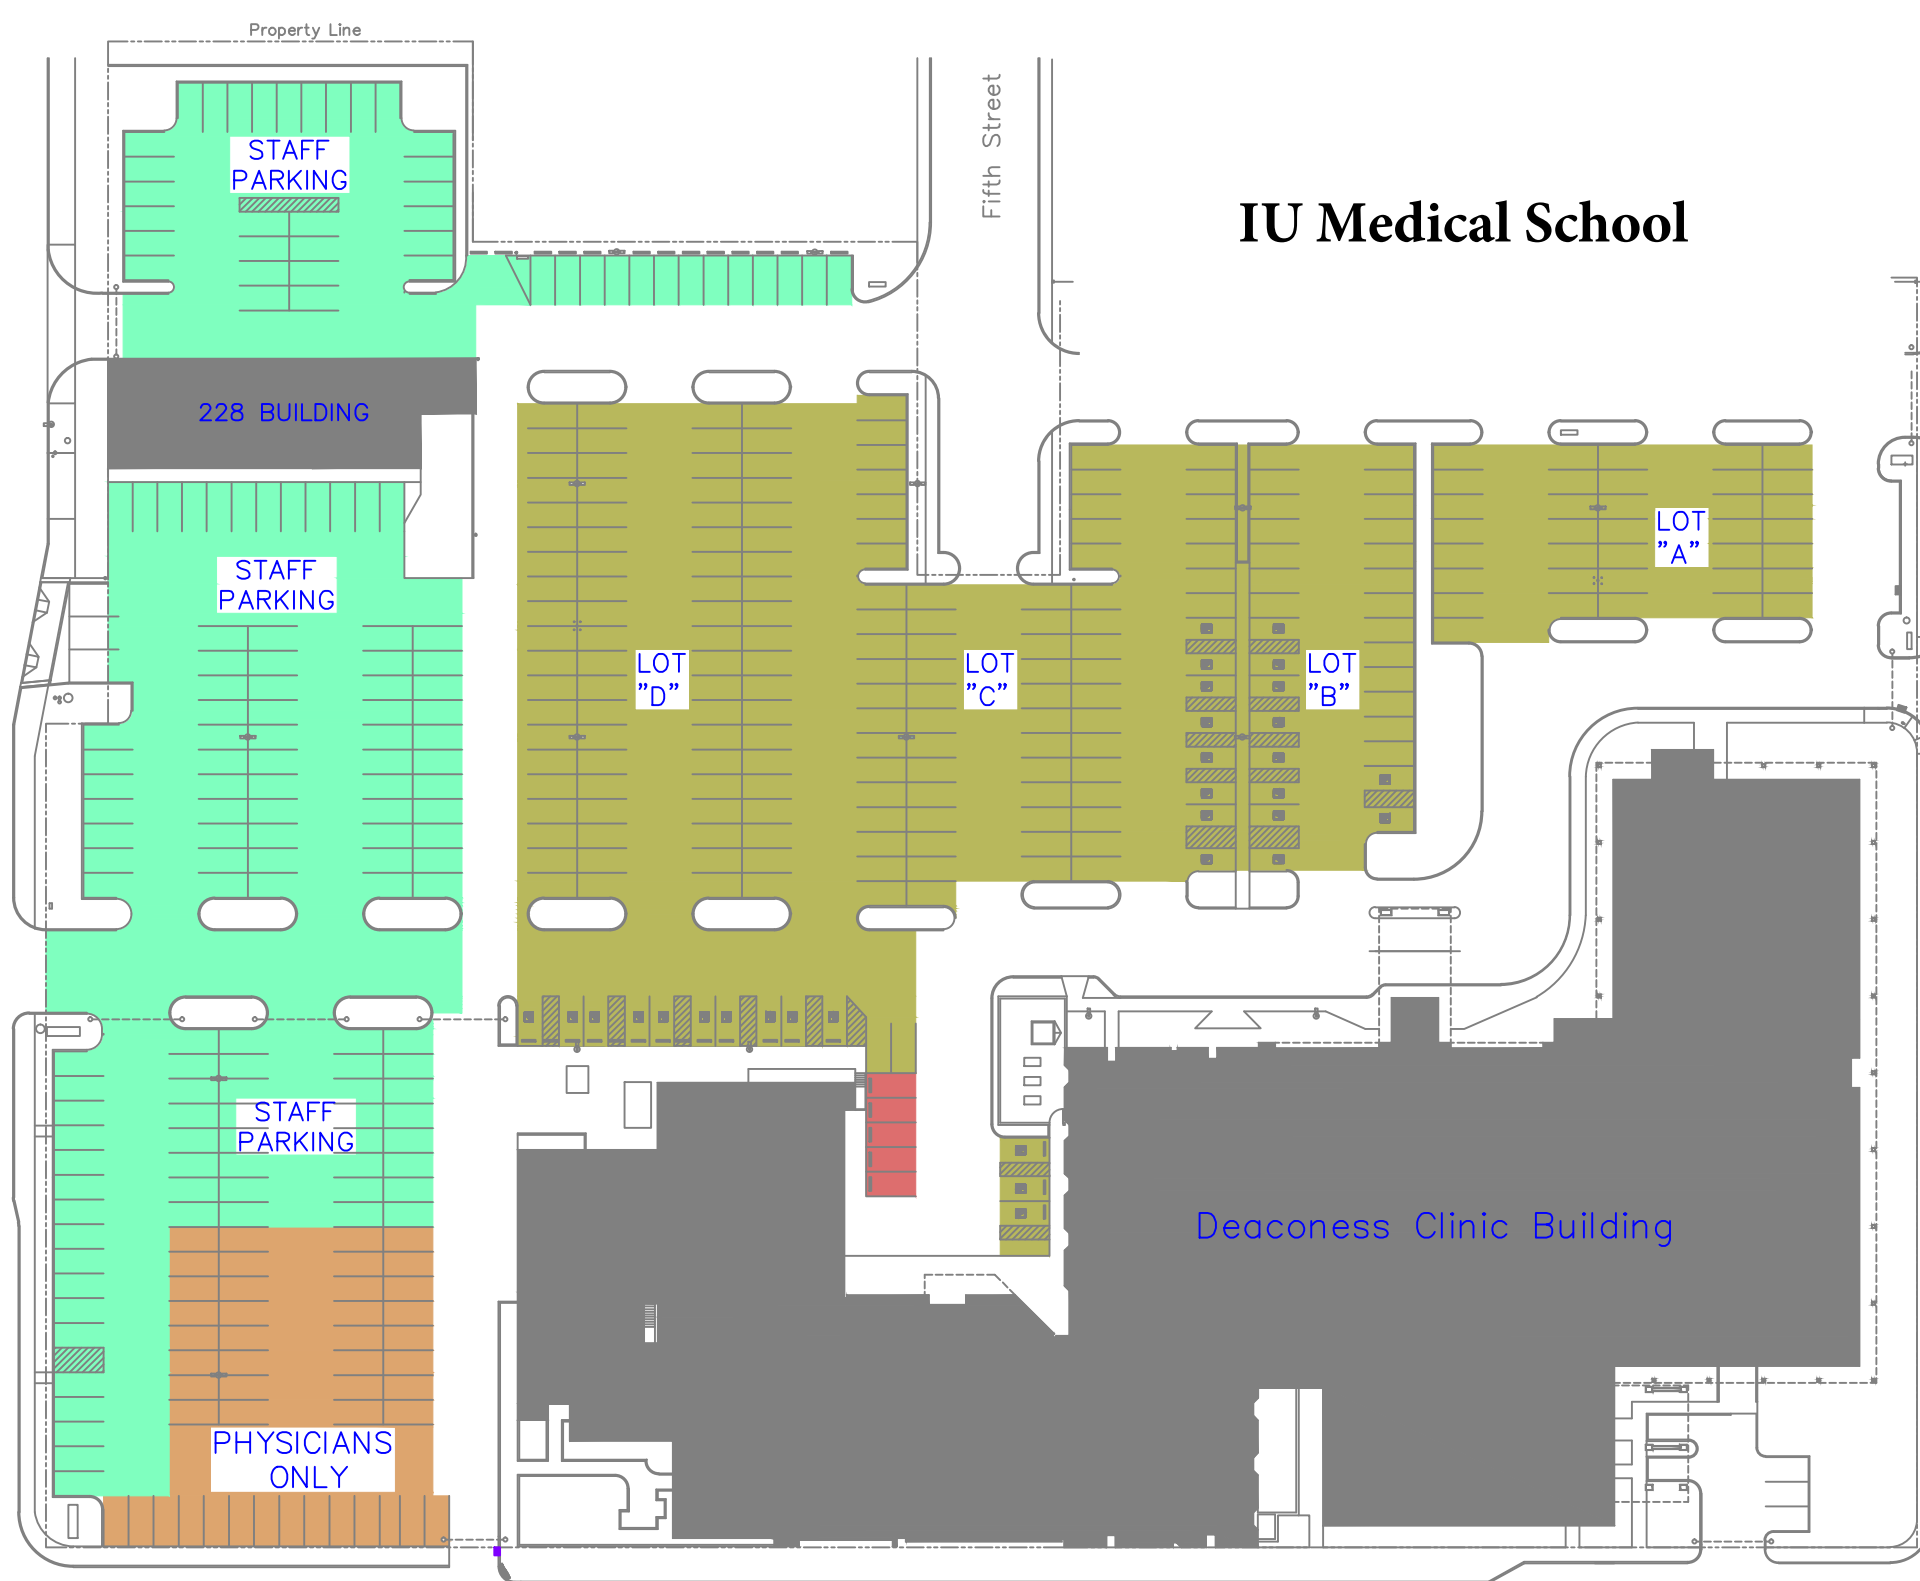 Property Line
Fifth Street
STAFF
PARKING
IU Medical School
228 BUILDING
LOT
"A"
STAFF
PARKING
LOT
"D"
LOT
"C"
LOT
"B"
STAFF
PARKING
Deaconess Clinic Building
PHYSICIANS
ONLY